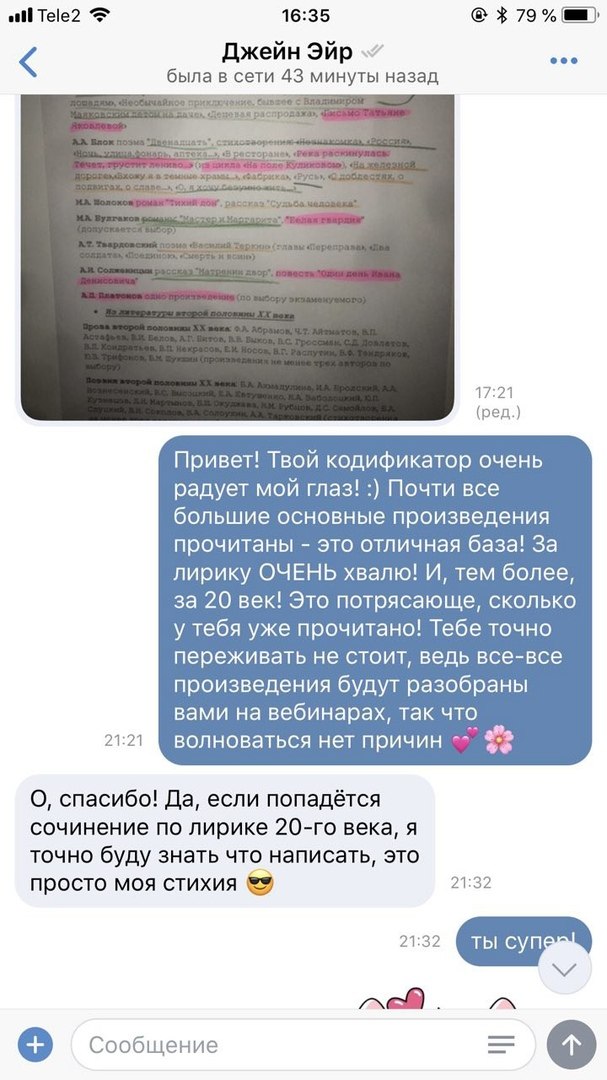 Tele2
16:35
79 %
Джейн Эйр
была в сети 43 минуты назад
лошадям», «Необычайное приключение, бывшее с Владимиром
Маяковским летом на даче», «Дешевая распродажа», «Письмо Татьяне
Яковлевой»
А.А. Блок поэма "Двенадцать", стихотворения «Незнакомка», «Россия»,
«Ночь, улица, фонарь, аптека…», «В ресторане», «Река раскинулась.
Течет, грустит лениво…» (из цикла «На поле Куликовом»), «На железной
дороге», «Вхожу я в темные храмы…», «Фабрика», «Русь», «О доблестях, о
подвигах, о славе…», «О, я хочу безумно жить…»
М.А. Шолохов роман "Тихий дон", рассказ "Судьба человека"
М.А. Булгаков романы "Мастер и Маргарита", "Белая гвардия"
(допускается выбор)
А.Т. Твардовский поэма «Василий Теркин» (главы «Переправа», «Два
солдата», «Поединок», «Смерть и воин»)
А.И. Солженицын рассказ "Матренин двор", повесть "Один день Ивана
Денисовича"
А.П. Платонов одно произведение (по выбору экзаменуемого)
• Из литературы второй половины XX века
Проза второй половины XX века: Ф.А. Абрамов, Ч.Т. Айтматов, В.П.
Астафьев, В.И. Белов, А.Г. Битов, В.В. Быков, В.С. Гроссман, С.Д. Довлатов,
В.Л. Кондратьев, В.П. Некрасов, Е.И. Носов, В.Г. Распутин, В.Ф. Тендряков,
Ю.В. Трифонов, В.М. Шукшин (произведения не менее трех авторов по
выбору)
Поэзия второй половины XX века: Б.А. Ахмадулина, И.А. Бродский, А.А.
Вознесенский, В.С. Высоцкий, Е.А. Евтушенко, Н.А. Заболоцкий, Ю.П.
Кузнецов, Л.Н. Мартынов, Б.Ш. Окуджава, Н.М. Рубцов, Д.С. Самойлов, Б.А.
Слуцкий, В.Н. Соколов, В.А. Солоухин, А.А. Тарковский (стихотворения
17:21
(ред.)
Привет! Твой кодификатор очень
радует мой глаз! :) Почти все
большие основные произведения
прочитаны - это отличная база! За
лирику ОЧЕНЬ хвалю! И, тем более,
за 20 век! Это потрясающе, сколько
у тебя уже прочитано! Тебе точно
переживать не стоит, ведь все-все
произведения будут разобраны
вами на вебинарах, так что
волноваться нет причин 💕🌸
21:21
О, спасибо! Да, если попадётся
сочинение по лирике 20-го века, я
точно буду знать что написать, это
просто моя стихия 😎
21:32
21:32
ты супер!
Сообщение